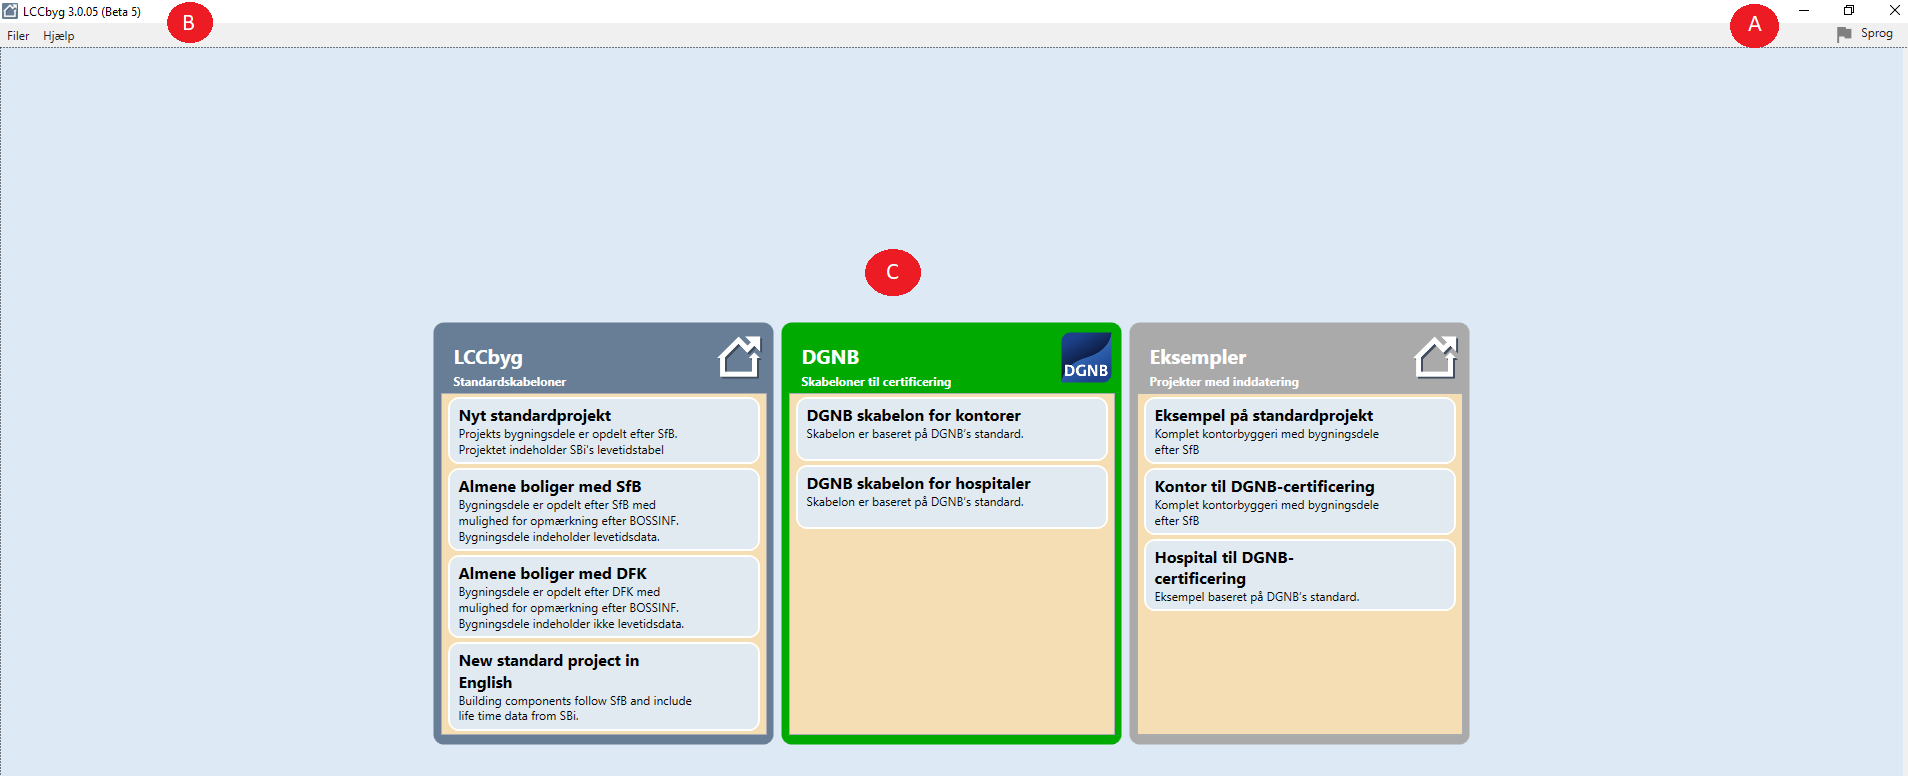 LCCbyg 3.0.05 (Beta 5)
B
A
Filer Hjælp
Sprog
C
LCCbyg
Standardskabeloner
Nyt standardprojekt
Projekts bygningsdele er opdelt efter SfB.
Projektet indeholder SBi's levetidstabel
Almene boliger med SfB
Bygningsdele er opdelt efter SfB med
mulighed for opmærkning efter BOSSINF.
Bygningsdele indeholder levetidsdata.
Almene boliger med DFK
Bygningsdele er opdelt efter DFK med
mulighed for opmærkning efter BOSSINF.
Bygningsdele indeholder ikke levetidsdata.
New standard project in
English
Building components follow SfB and include
life time data from SBi.
DGNB
Skabeloner til certificering
DGNB
DGNB skabelon for kontorer
Skabelon er baseret på DGNB's standard.
DGNB skabelon for hospitaler
Skabelon er baseret på DGNB's standard.
Eksempler
Projekter med inddatering
Eksempel på standardprojekt
Komplet kontorbyggeri med bygningsdele
efter SfB
Kontor til DGNB-certificering
Komplet kontorbyggeri med bygningsdele
efter SfB
Hospital til DGNB-
certificering
Eksempel baseret på DGNB's standard.